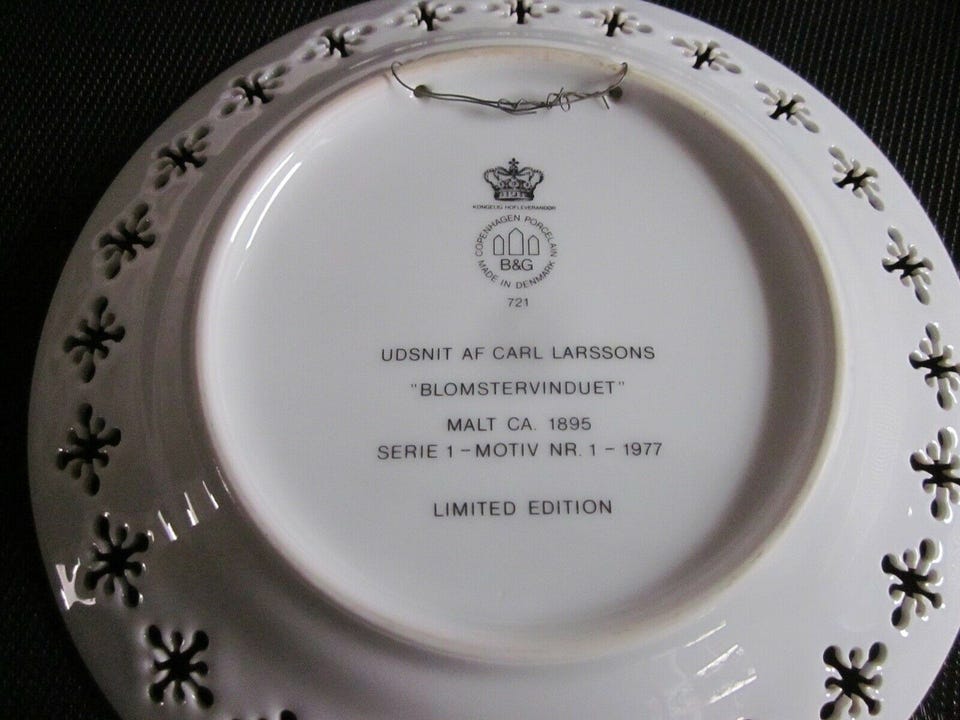 KONGELIG HOFLEVERANDØR
COPENHAGEN PORCELAIN
B&G
MADE IN DENMARK
721
UDSNIT AF CARL LARSSONS
"BLOMSTERVINDUET"
MALT CA. 1895
SERIE 1 – MOTIV NR. 1 – 1977
LIMITED EDITION